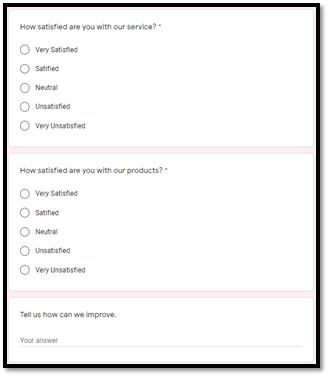 How satisfied are you with our service? *
Very Satisfied
Satified
Neutral
Unsatisfied
Very Unsatisfied
How satisfied are you with our products? *
Very Satisfied
Satified
Neutral
Unsatisfied
Very Unsatisfied
Tell us how can we improve.
Your answer